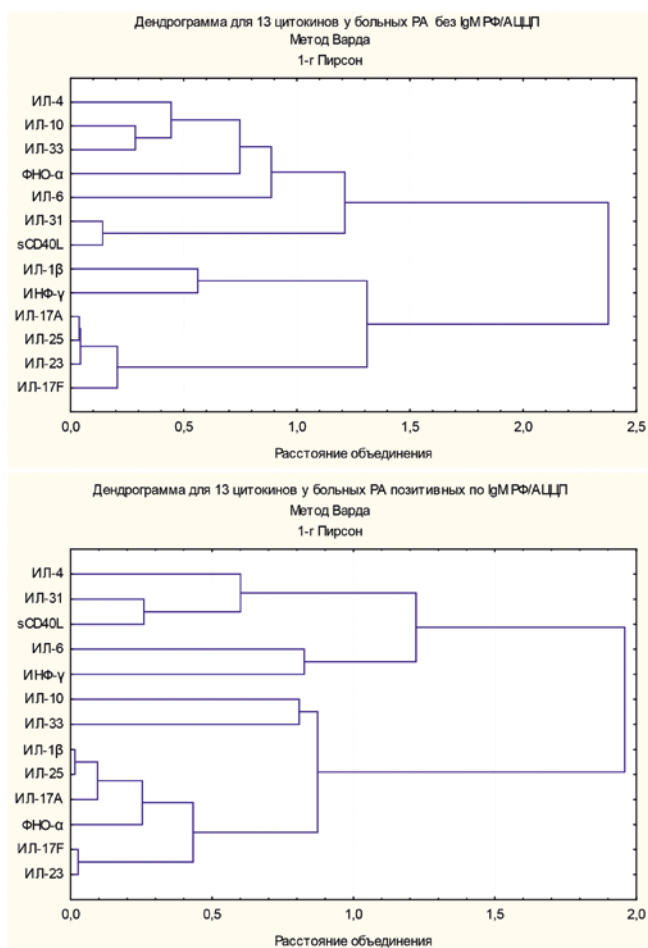 Дендрограмма для 13 цитокинов у больных РА без IgM РФ/АЦЦП
Метод Варда
1-r Пирсон
ИЛ-4
ИЛ-10
ИЛ-33
ФНО-α
ИЛ-6
ИЛ-31
sCD40L
ИЛ-1β
ИНФ-γ
ИЛ-17A
ИЛ-25
ИЛ-23
ИЛ-17F
0,0 0,5 1,0 1,5 2,0 2,5
Расстояние объединения
Дендрограмма для 13 цитокинов у больных РА позитивных по IgM РФ/АЦЦП
Метод Варда
1-r Пирсон
ИЛ-4
ИЛ-31
sCD40L
ИЛ-6
ИНФ-γ
ИЛ-10
ИЛ-33
ИЛ-1β
ИЛ-25
ИЛ-17A
ФНО-α
ИЛ-17F
ИЛ-23
0,0 0,5 1,0 1,5 2,0
Расстояние объединения